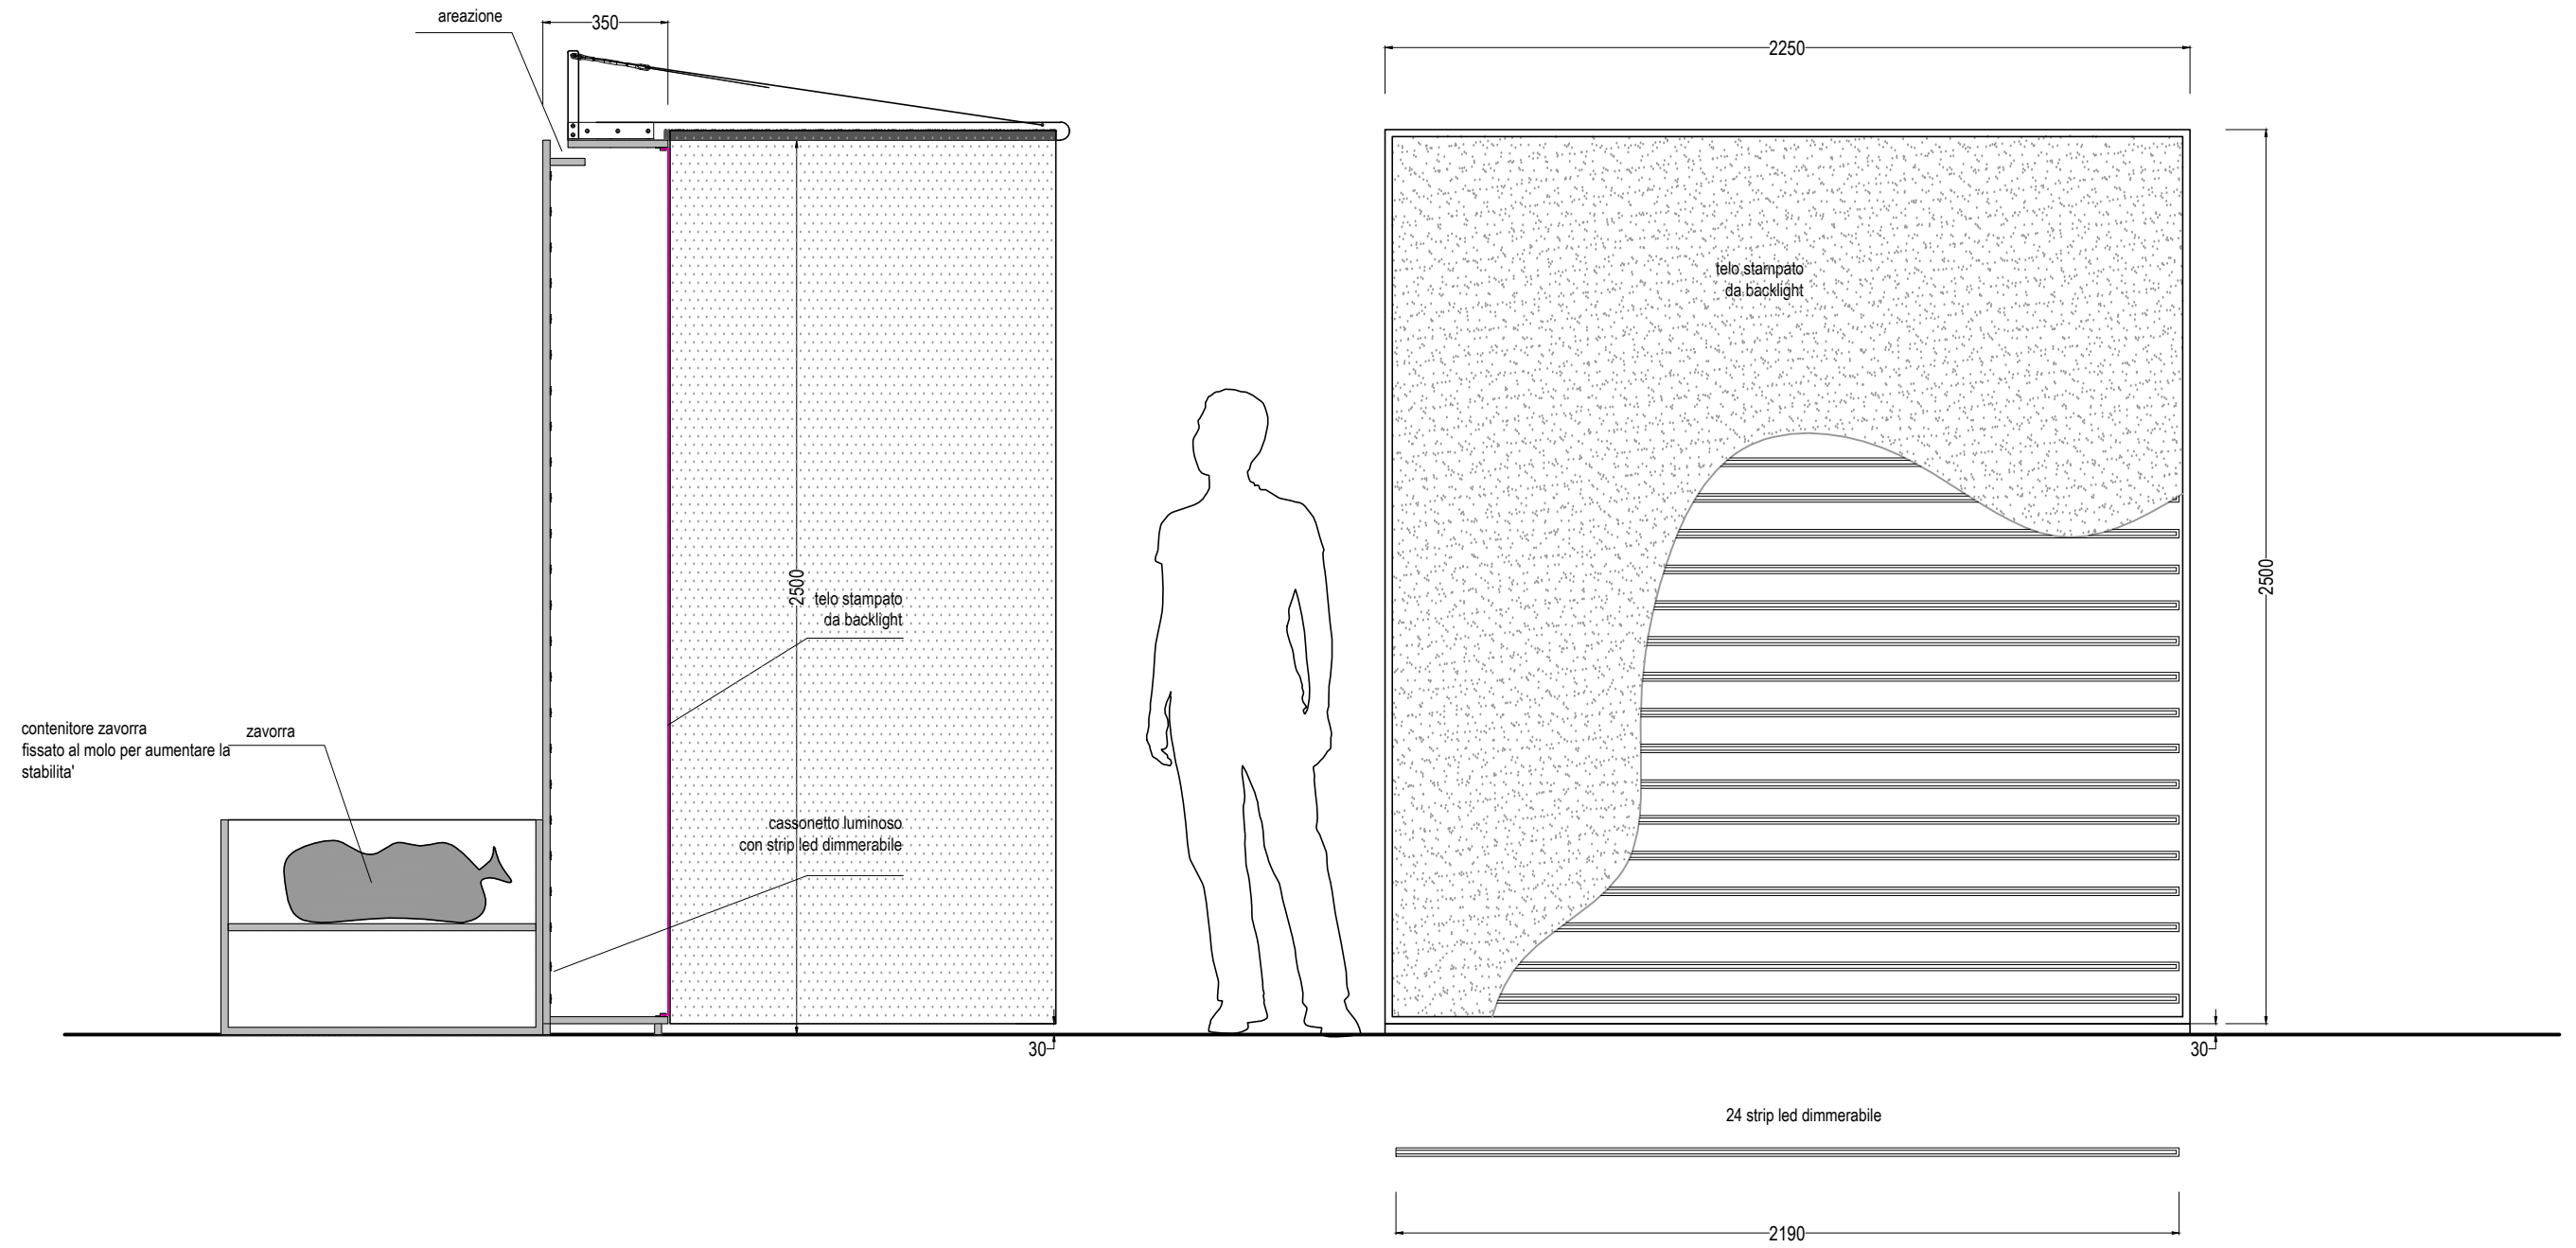 areazione
350
2250
telo stampato
da backlight
2500
telo stampato
da backlight
2500
contenitore zavorra
fissato al molo per aumentare la
stabilita'
zavorra
cassonetto luminoso
con strip led dimmerabile
30
30
24 strip led dimmerabile
2190